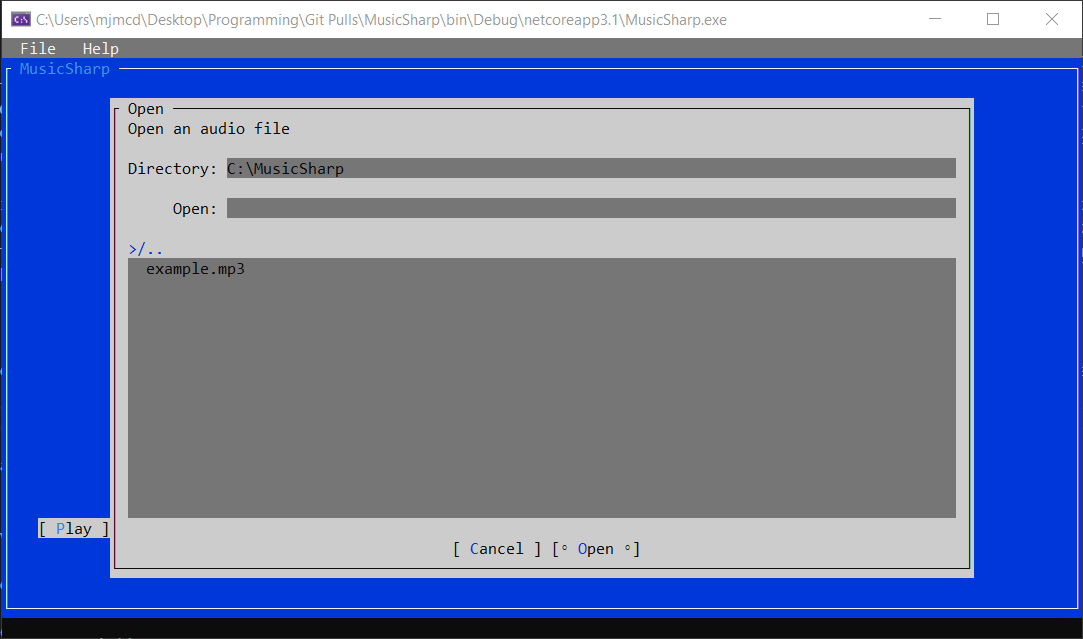 C:\Users\mjmcd\Desktop\Programming\Git Pulls\MusicSharp\bin\Debug\netcoreapp3.1\MusicSharp.exe
File Help
MusicSharp
Open
Open an audio file
Directory: C:\MusicSharp
Open:
>/..
example.mp3
[ Play ]
[ Cancel ] [◦ Open ◦]